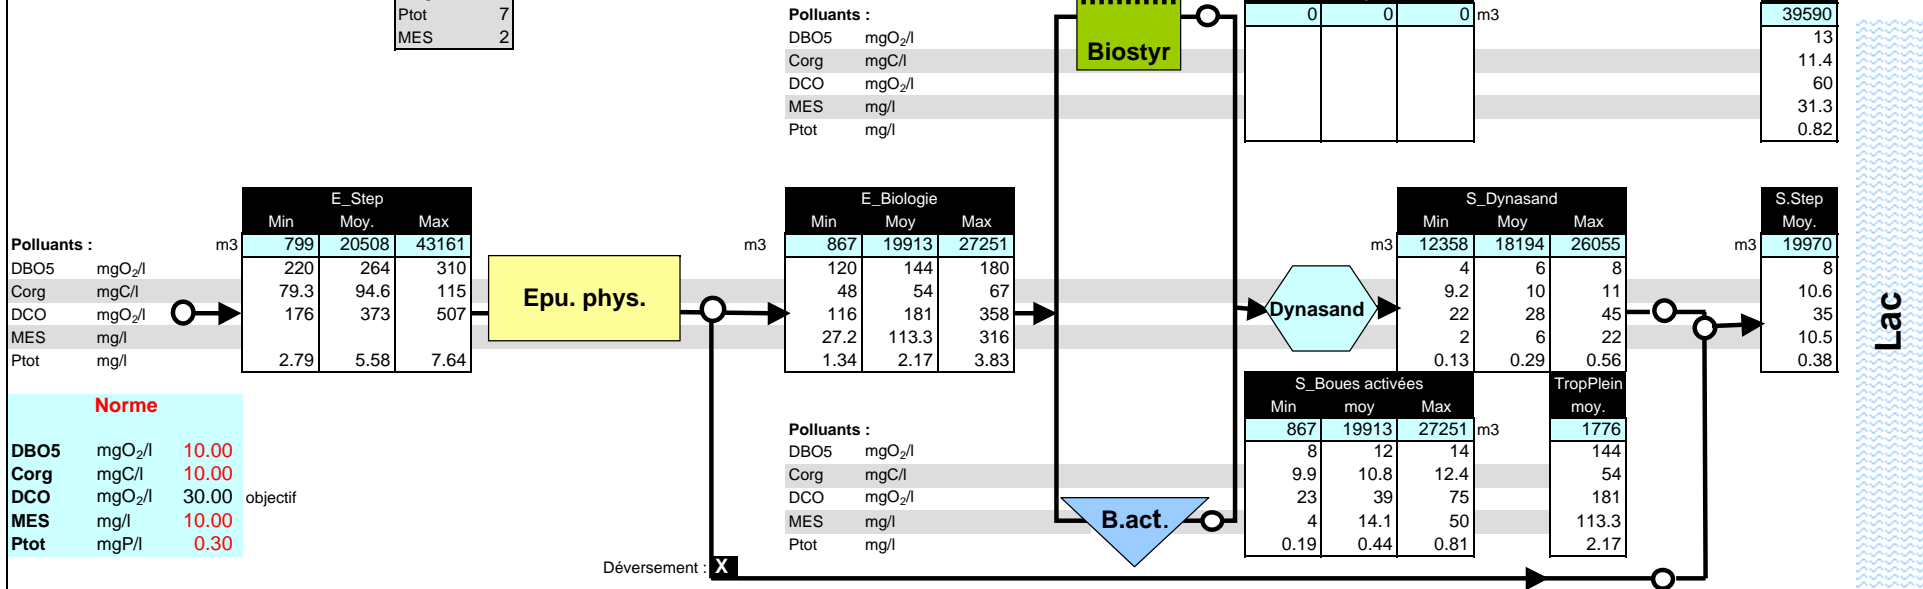 Ptot 7
MES 2
Polluants :
DBO5 mgO2/l
Corg mgC/l
DCO mgO2/l
MES mg/l
Ptot mg/l
Biostyr
0 0 0 m3
39590
13
11.4
60
31.3
0.82
E_Step
Min Moy. Max
Polluants : m3 799 20508 43161
DBO5 mgO2/l 220 264 310
Corg mgC/l 79.3 94.6 115
DCO mgO2/l 176 373 507
MES mg/l
Ptot mg/l 2.79 5.58 7.64
Epu. phys.
E_Biologie
Min Moy Max
m3 867 19913 27251
120 144 180
48 54 67
116 181 358
27.2 113.3 316
1.34 2.17 3.83
Dynasand
S_Dynasand
Min Moy Max
m3 12358 18194 26055
4 6 8
9.2 10 11
22 28 45
2 6 22
0.13 0.29 0.56
S.Step
Moy.
m3 19970
8
10.6
35
10.5
0.38
Lac
Norme
DBO5 mgO2/l 10.00
Corg mgC/l 10.00
DCO mgO2/l 30.00 objectif
MES mg/l 10.00
Ptot mgP/l 0.30
Polluants :
DBO5 mgO2/l
Corg mgC/l
DCO mgO2/l
MES mg/l
Ptot mg/l
B.act.
S_Boues activées
Min moy Max
867 19913 27251 m3
8 12 14
9.9 10.8 12.4
23 39 75
4 14.1 50
0.19 0.44 0.81
TropPlein
moy.
1776
144
54
181
113.3
2.17
Déversement : X